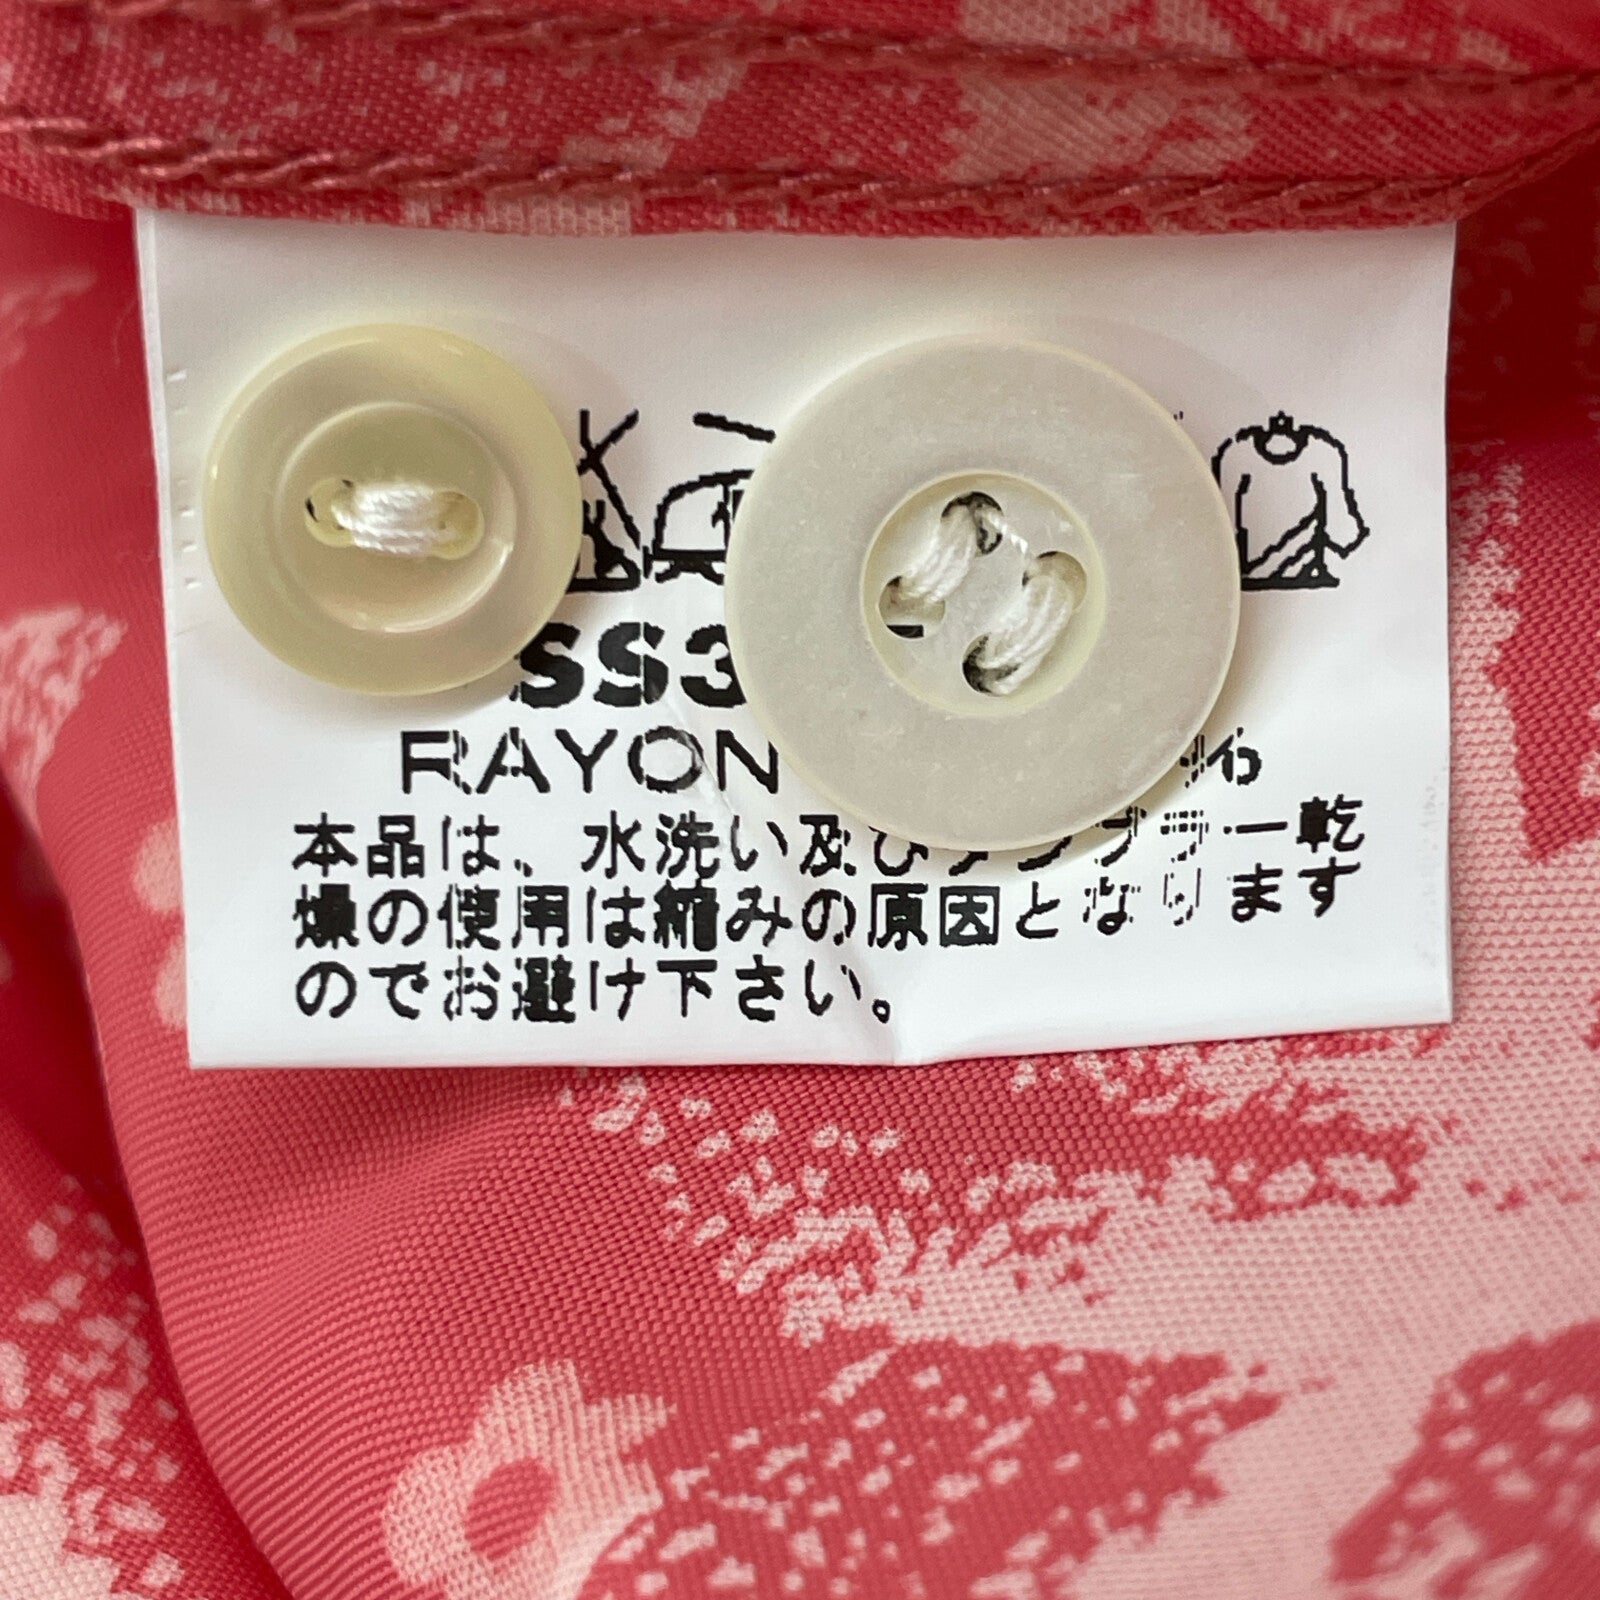 SS3
RAYON %
本品は、水洗い及びタンブラー乾
燥の使用は縮みの原因となります
のでお避け下さい。